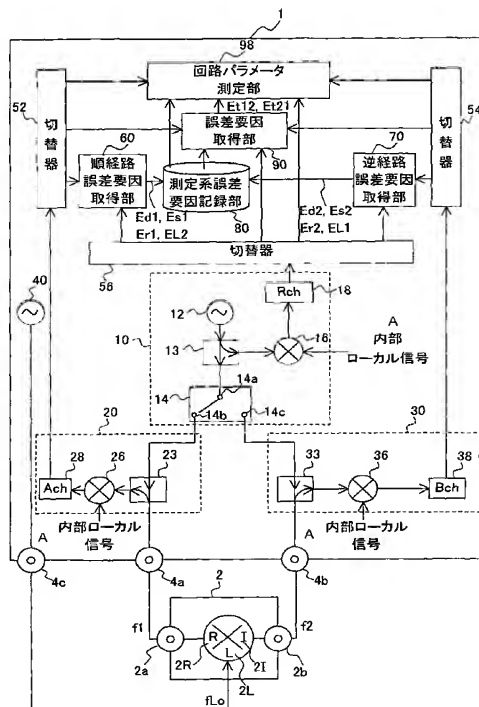 1
98
回路パラメータ
測定部
52
切替器
54
切替器
Et12, Et21
誤差要因
取得部
90
60
順経路
誤差要因
取得部
70
逆経路
誤差要因
取得部
測定系誤差
要因記録部
80
Ed1, Es1
Er1, EL2
Ed2, Es2
Er2, EL1
切替器
56
40
Rch
18
12
10
13
16
A
内部
ローカル信号
14
14a
14b
14c
20
28
26
23
Ach
内部ローカル
信号
30
33
36
38
Bch
内部ローカル
信号
A
A
4c
4a
4b
2
f1
f2
R
I
L
2a
2R
2L
2I
2b
fLo